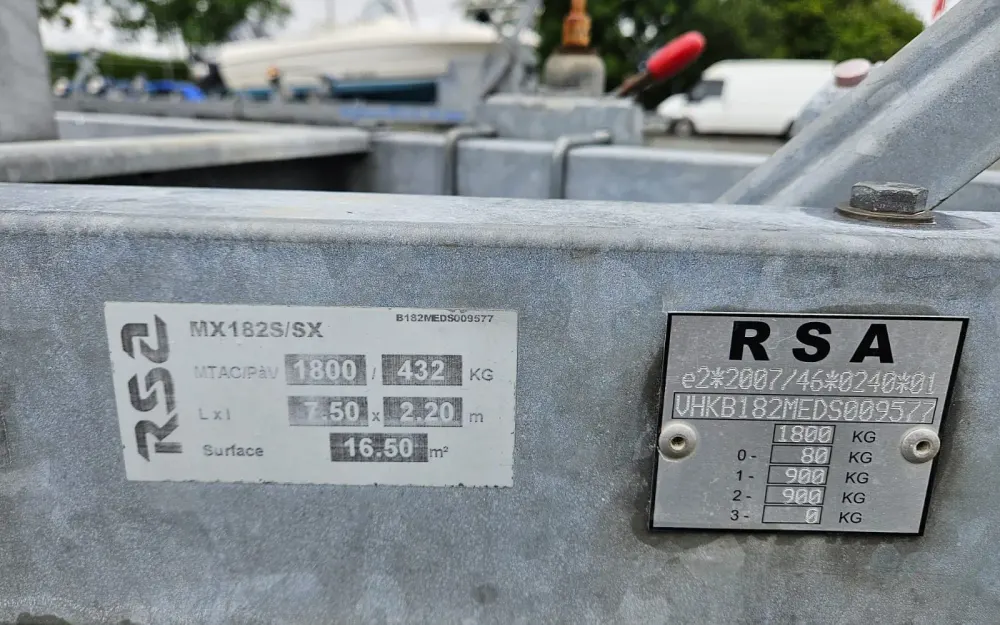 RSA
MX182S/SX
B182MEDS009577
MTAC/PàV 1800 / 432 KG
L x l 7.50 x 2.20 m
Surface 16.50 m²
RSA
e2*2007/46*0240*01
VHKB182MEDS009577
1800 KG
0- 80 KG
1- 900 KG
2- 900 KG
3- 0 KG